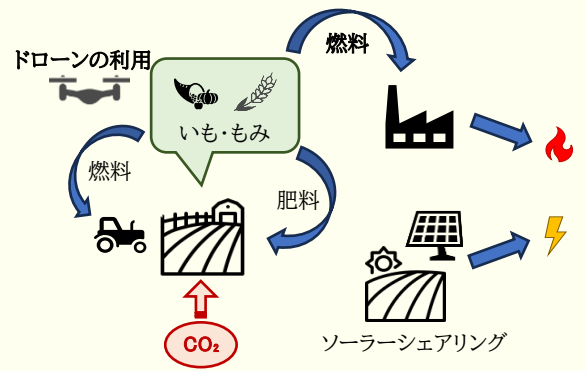 燃料
ドローンの利用
いも・もみ
燃料
肥料
CO₂
ソーラーシェアリング